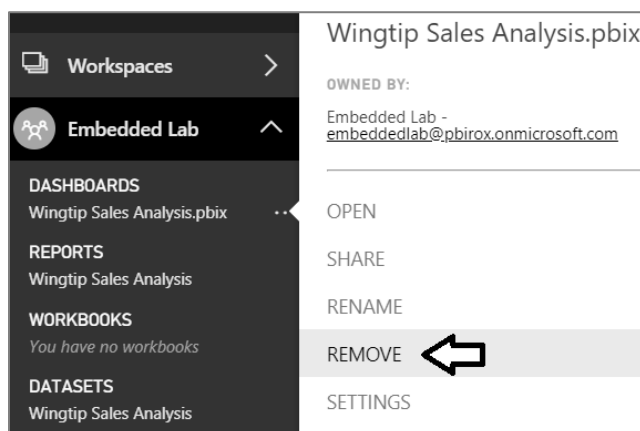 Workspaces
Embedded Lab
DASHBOARDS
Wingtip Sales Analysis.pbix
REPORTS
Wingtip Sales Analysis
WORKBOOKS
You have no workbooks
DATASETS
Wingtip Sales Analysis
Wingtip Sales Analysis.pbix
OWNED BY:
Embedded Lab -
embeddedlab@pbirox.onmicrosoft.com
OPEN
SHARE
RENAME
REMOVE
SETTINGS